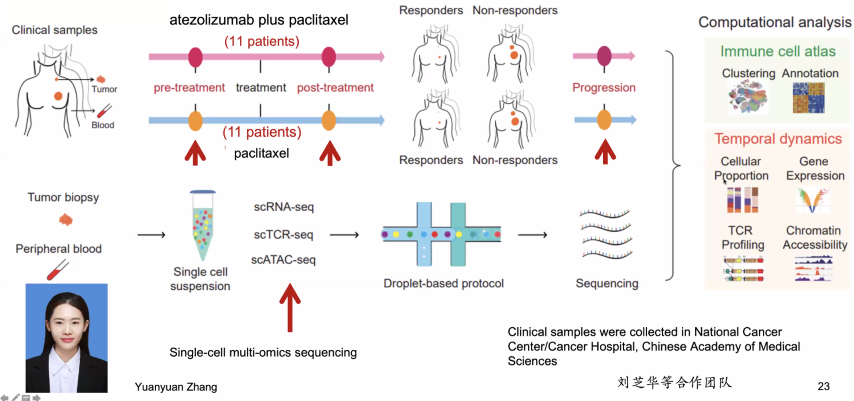 Clinical samples
Tumor
Blood
atezolizumab plus paclitaxel
(11 patients)
pre-treatment
treatment
post-treatment
(11 patients)
paclitaxel
Responders
Non-responders
Responders
Non-responders
Progression
Computational analysis
Immune cell atlas
Clustering
Annotation
Temporal dynamics
Cellular
Proportion
Gene
Expression
TCR
Profiling
Chromatin
Accessibility
Tumor biopsy
Peripheral blood
Single cell
suspension
scRNA-seq
scTCR-seq
scATAC-seq
Droplet-based protocol
Sequencing
Single-cell multi-omics sequencing
Clinical samples were collected in National Cancer
Center/Cancer Hospital, Chinese Academy of Medical
Sciences
Yuanyuan Zhang
刘芝华等合作团队
23